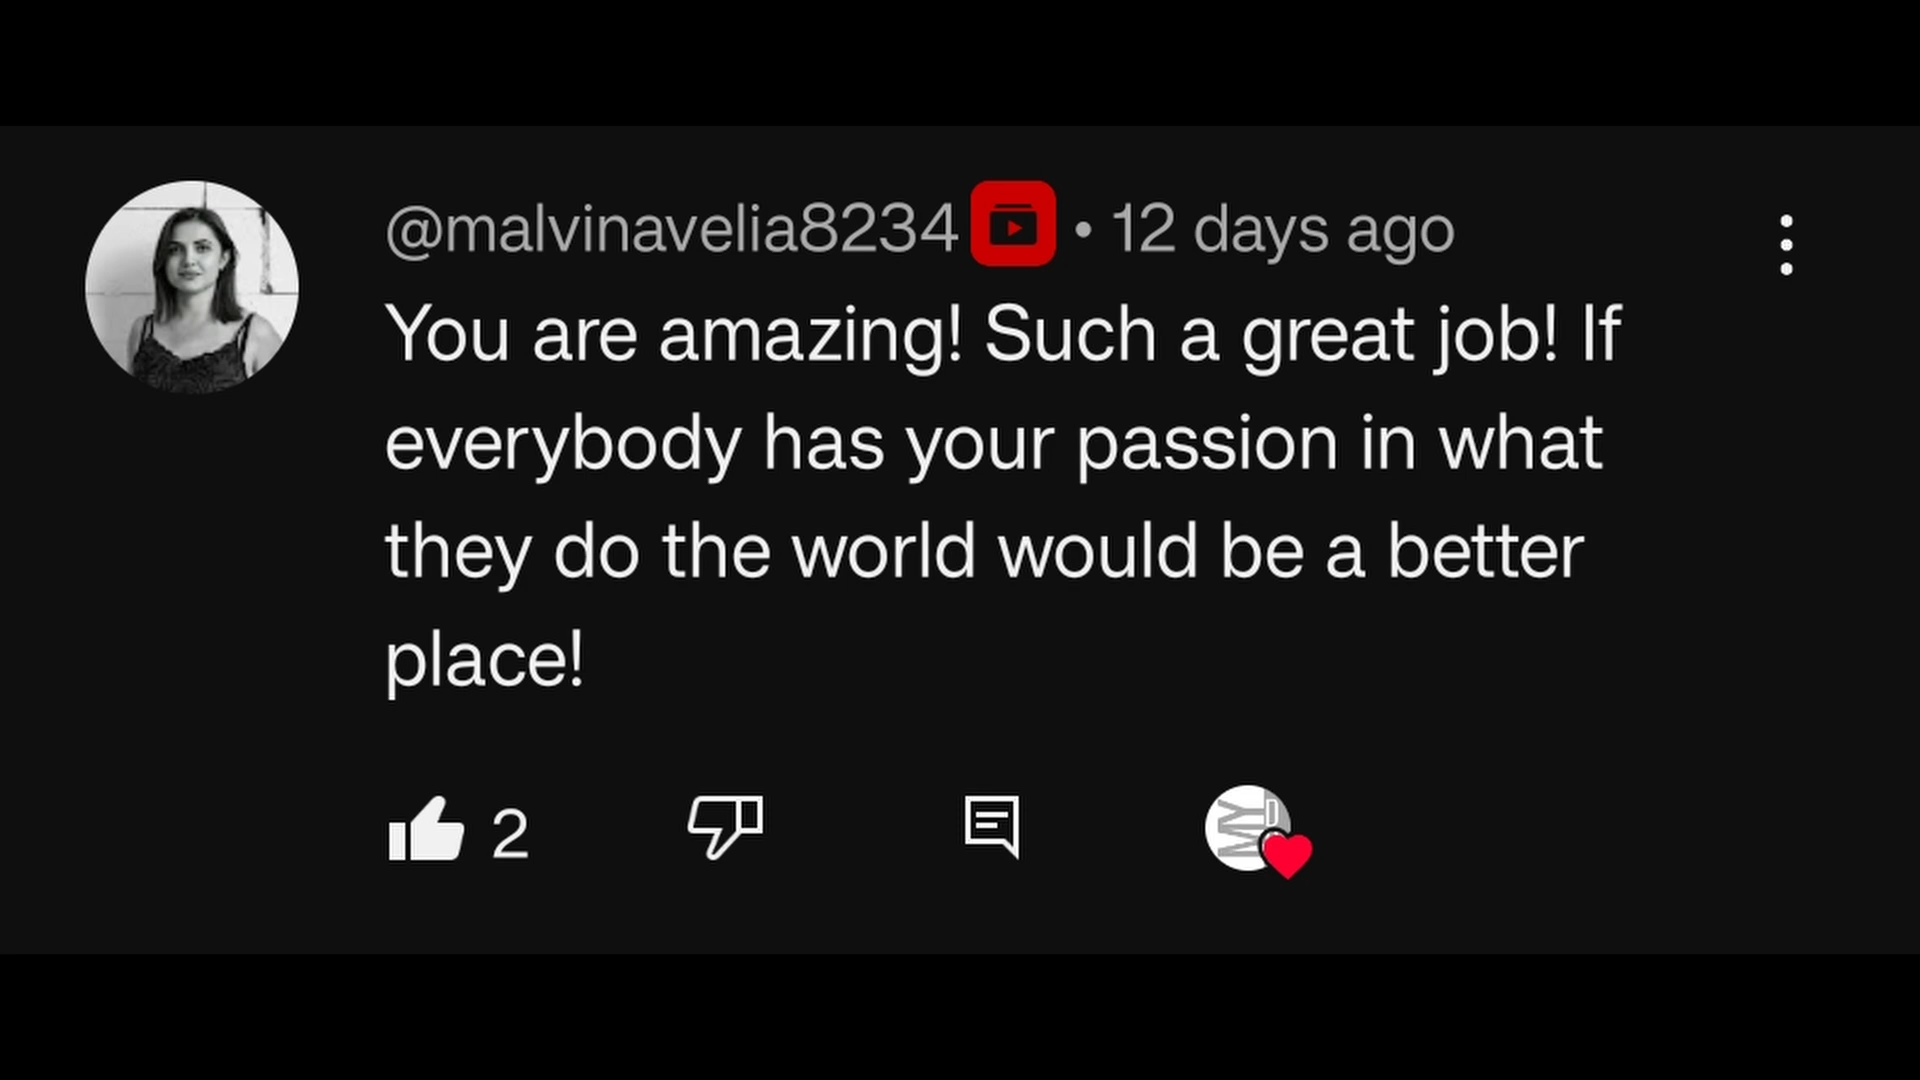 @malvinavelia8234 • 12 days ago
You are amazing! Such a great job! If
everybody has your passion in what
they do the world would be a better
place!
2